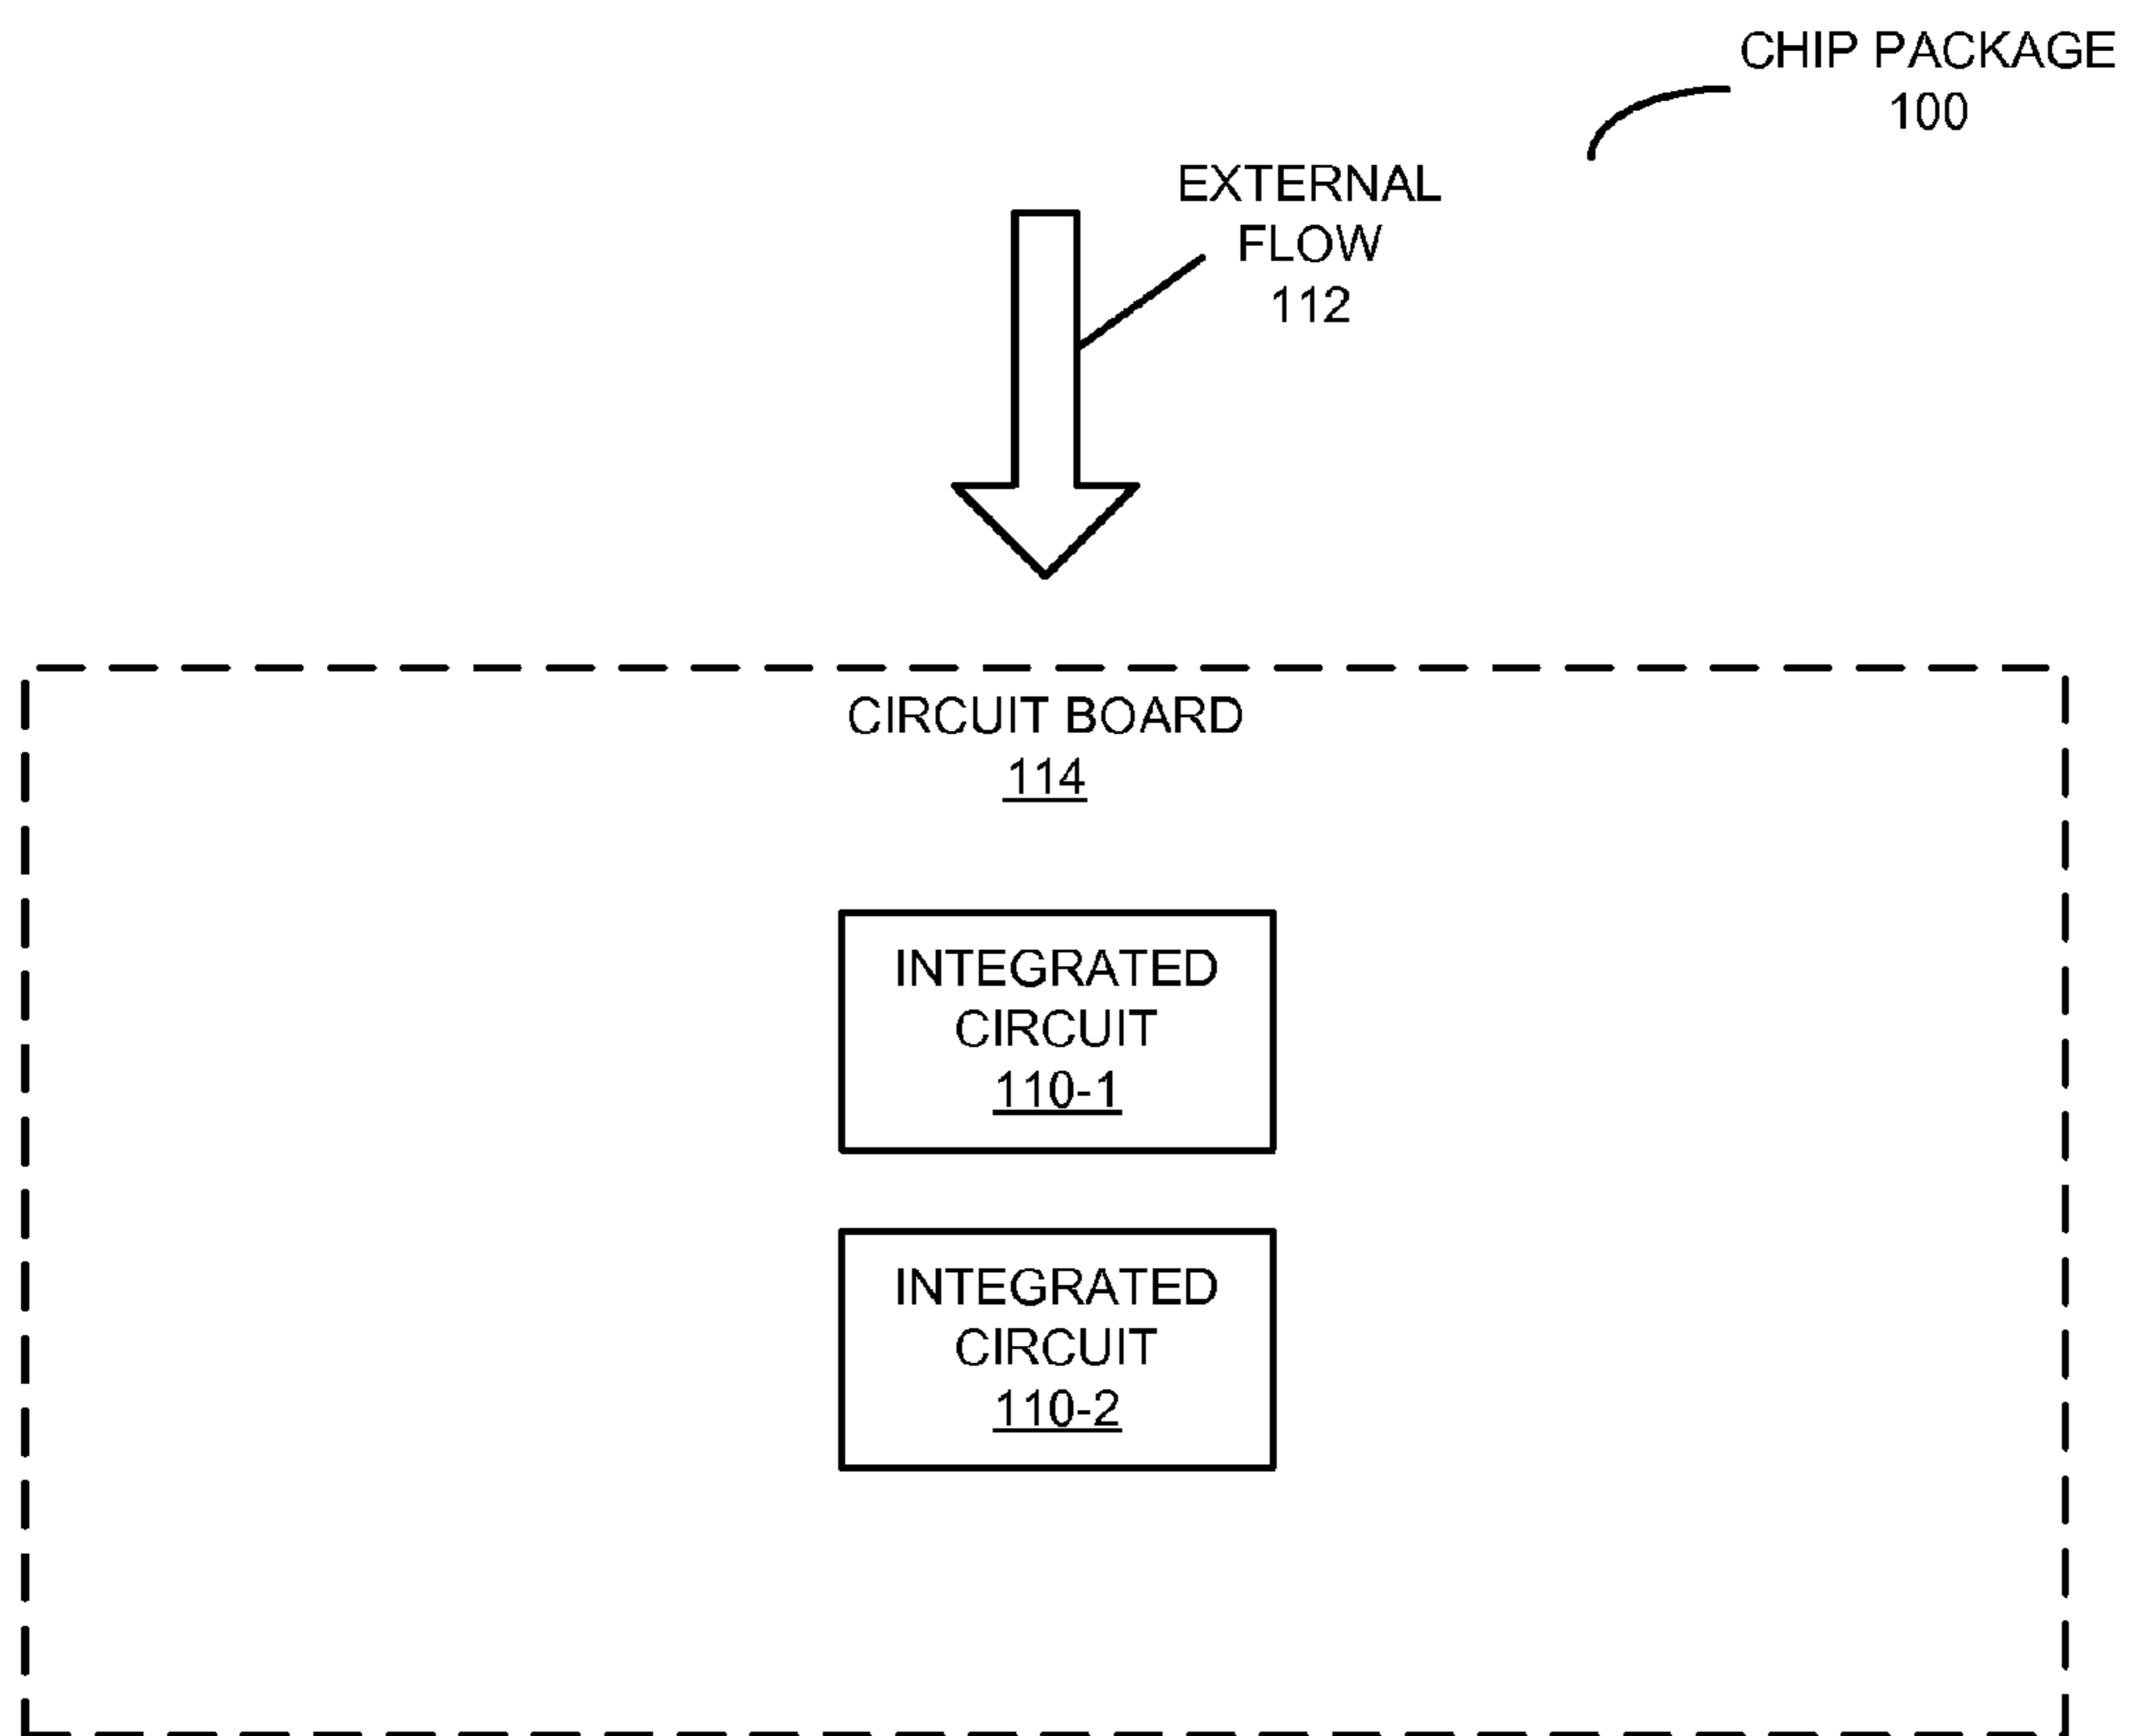 CHIP PACKAGE
100
EXTERNAL
FLOW
112
CIRCUIT BOARD
114
INTEGRATED
CIRCUIT
110-1
INTEGRATED
CIRCUIT
110-2